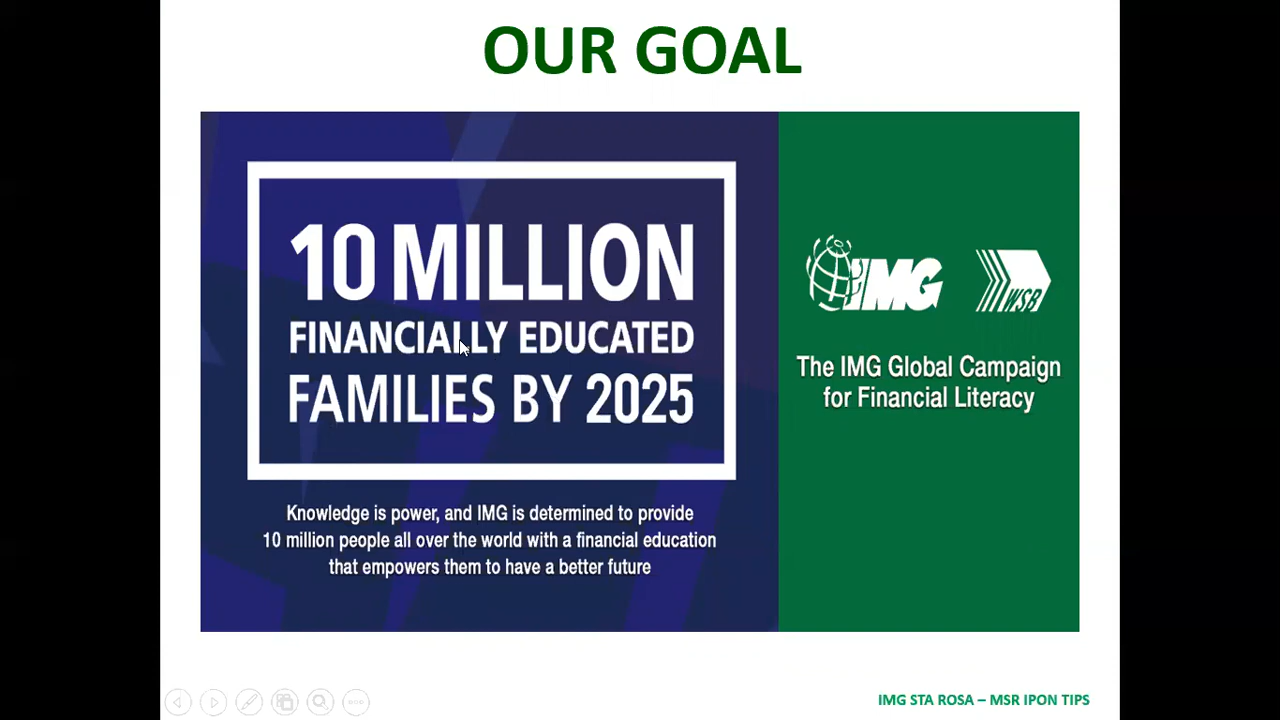 OUR GOAL
10 MILLION
FINANCIALLY EDUCATED
FAMILIES BY 2025
Knowledge is power, and IMG is determined to provide
10 million people all over the world with a financial education
that empowers them to have a better future
IMG
WSB
The IMG Global Campaign
for Financial Literacy
IMG STA ROSA – MSR IPON TIPS